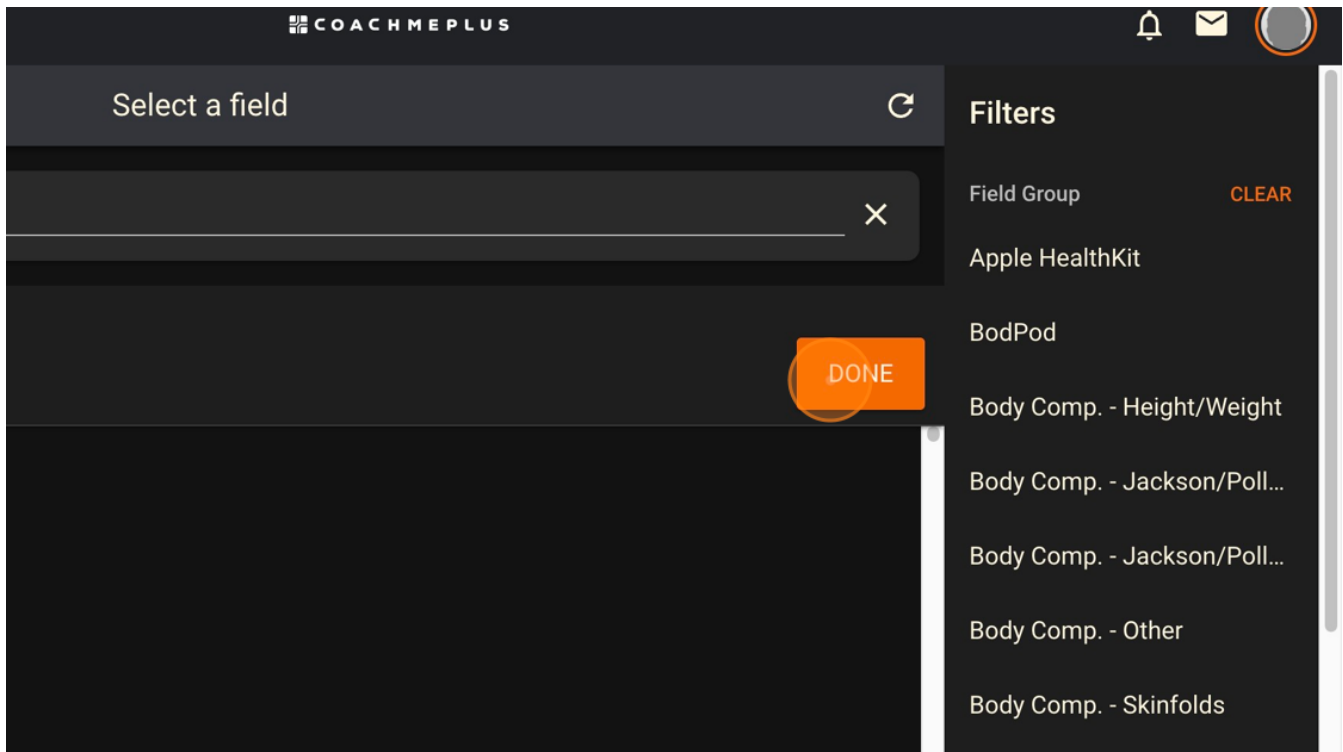 COACHMEPLUS
Select a field
Filters
Field Group CLEAR
Apple HealthKit
BodPod
DONE
Body Comp. - Height/Weight
Body Comp. - Jackson/Poll...
Body Comp. - Jackson/Poll...
Body Comp. - Other
Body Comp. - Skinfolds